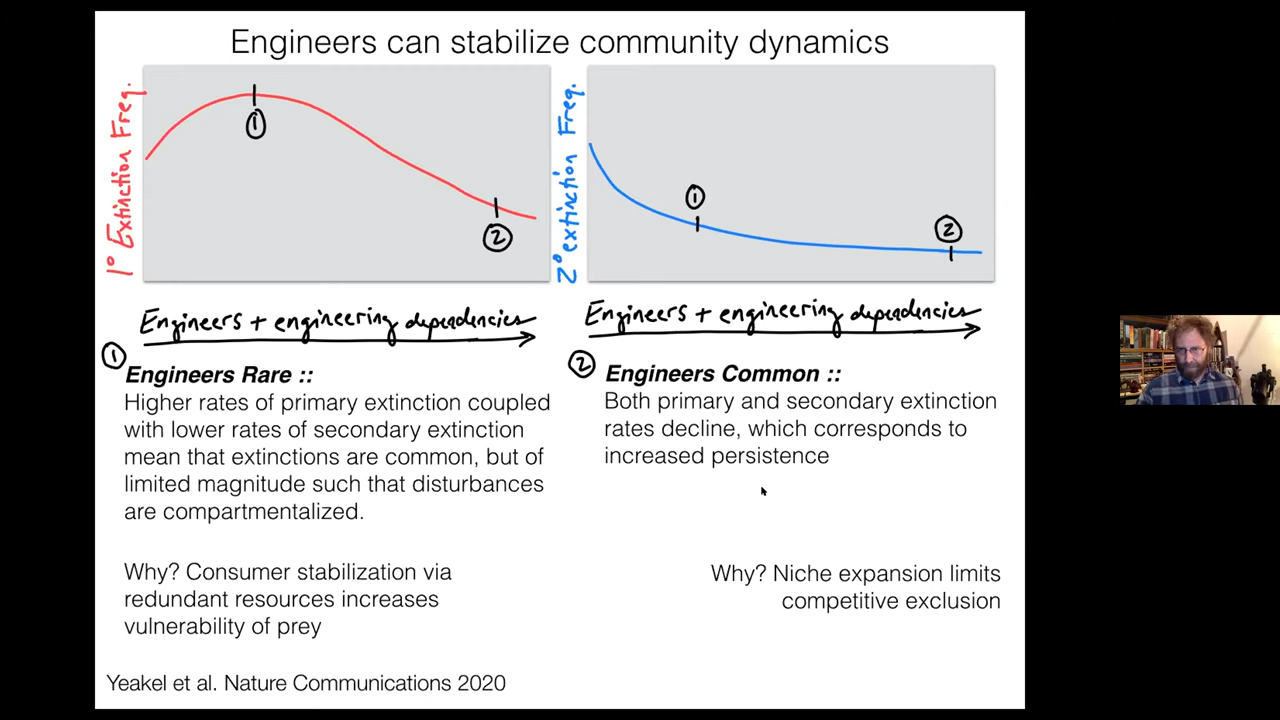 Engineers can stabilize community dynamics
1° Extinction Freq.
①
②
Engineers + engineering dependencies
2° extinction Freq.
①
②
Engineers + engineering dependencies
①
Engineers Rare ::
Higher rates of primary extinction coupled
with lower rates of secondary extinction
mean that extinctions are common, but of
limited magnitude such that disturbances
are compartmentalized.
Why? Consumer stabilization via
redundant resources increases
vulnerability of prey
②
Engineers Common ::
Both primary and secondary extinction
rates decline, which corresponds to
increased persistence
Why? Niche expansion limits
competitive exclusion
Yeakel et al. Nature Communications 2020